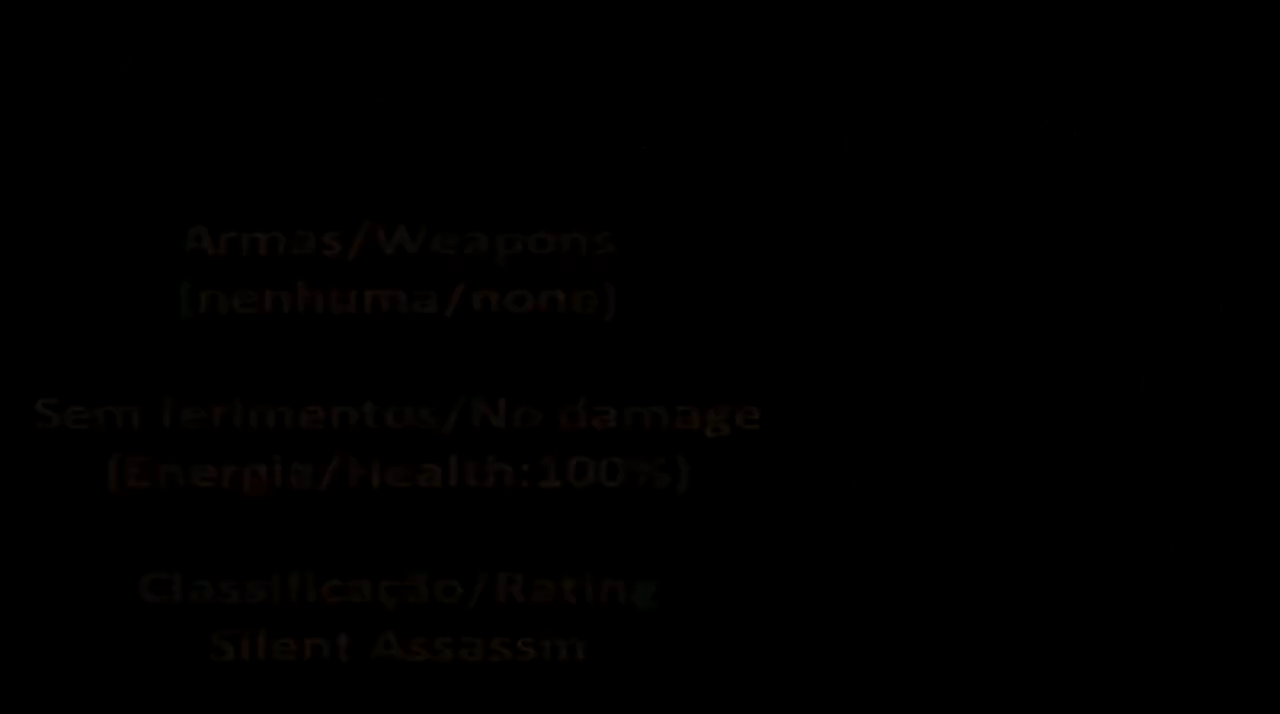 Armas/Weapons
(nenhuma/none)
Sem ferimentos/No damage
(Energia/Health:100%)
Classificação/Rating
Silent Assassin